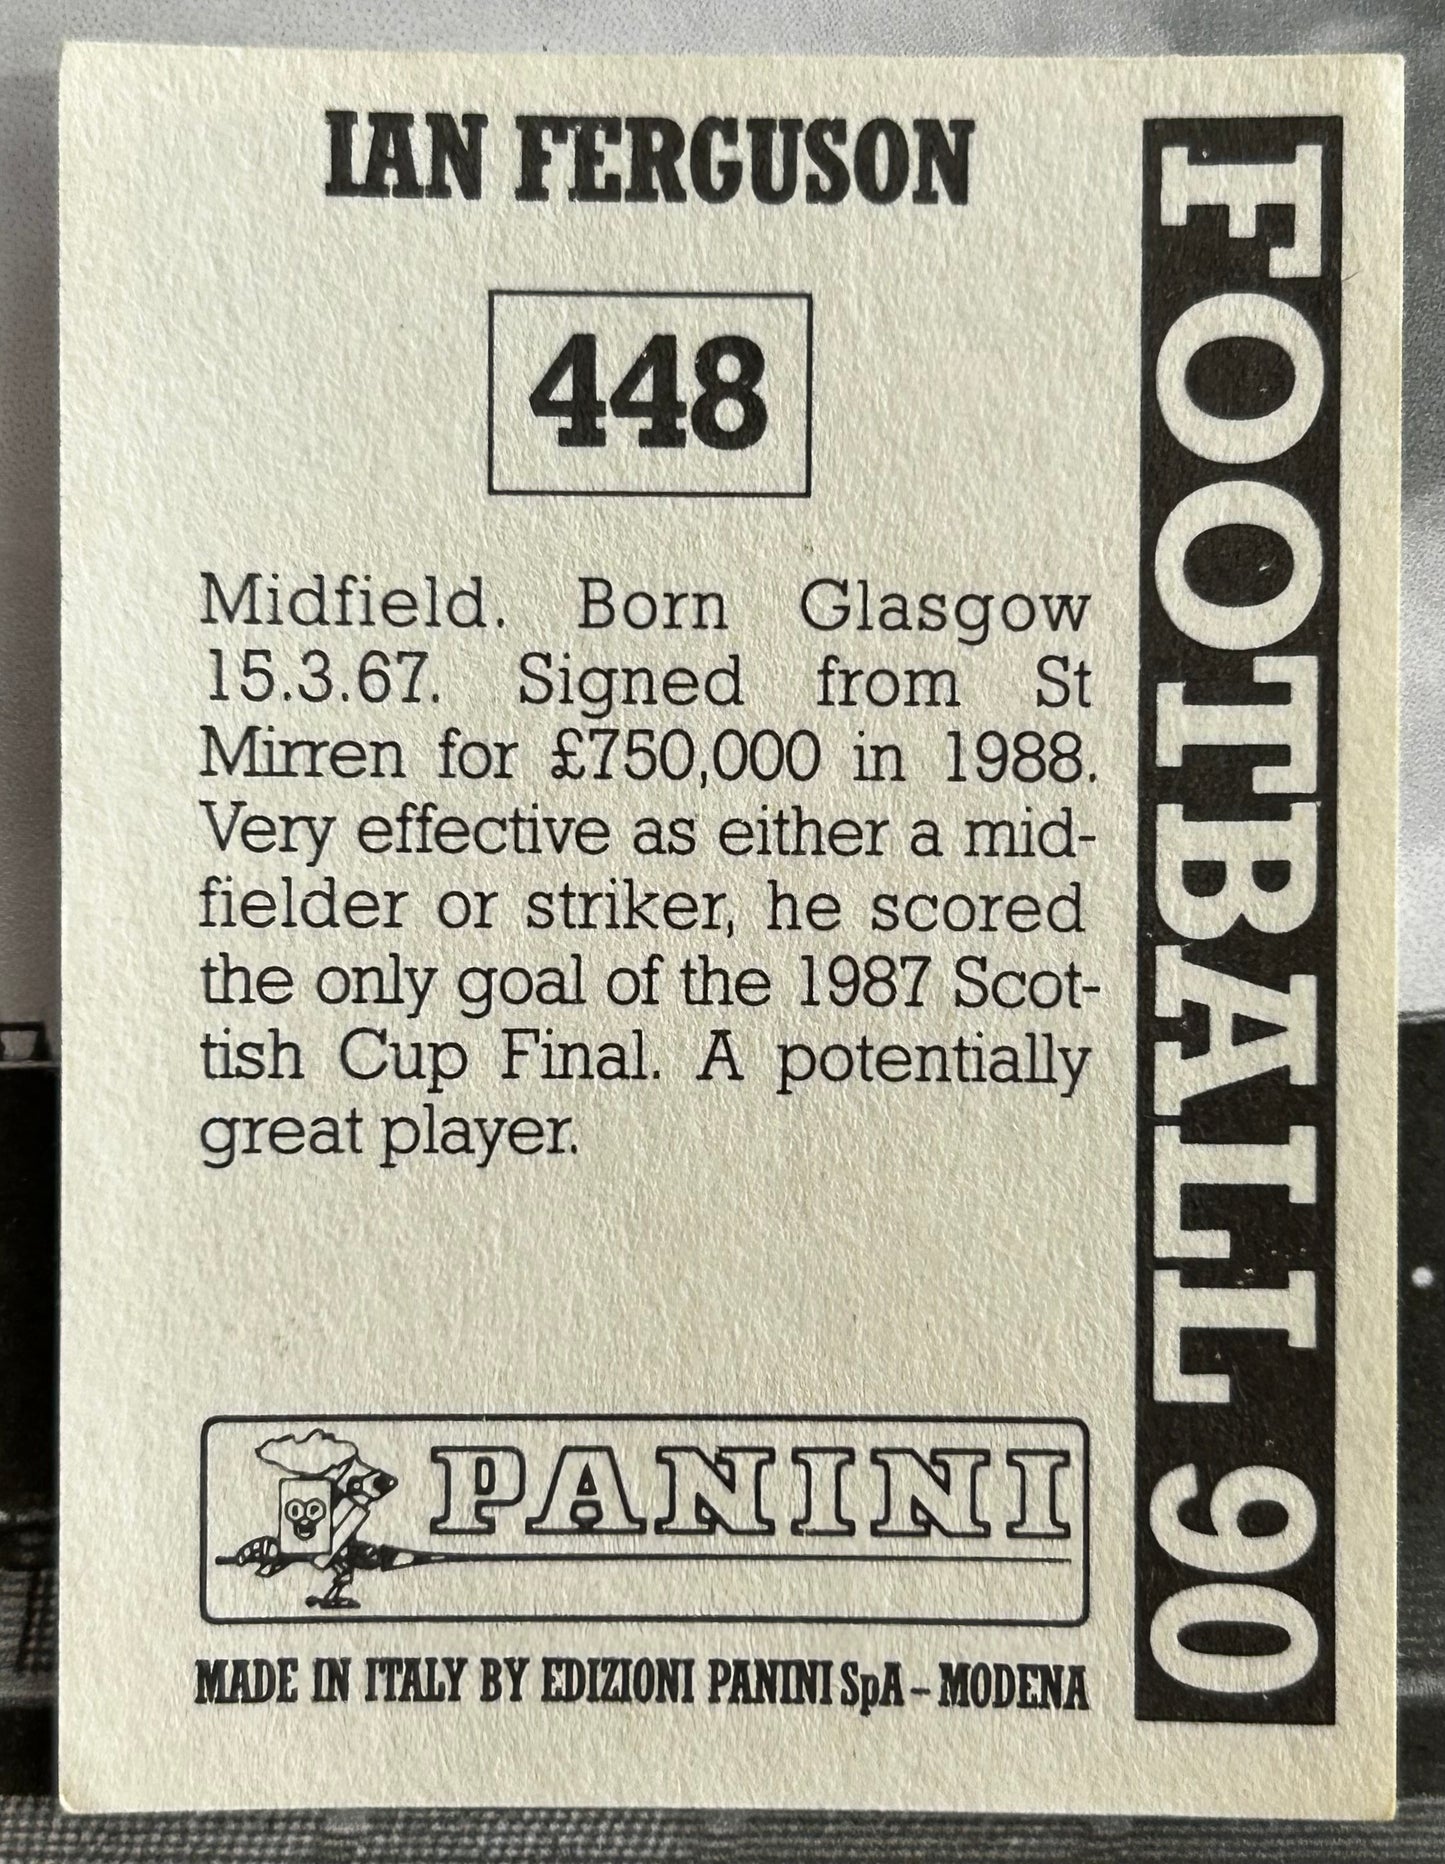 IAN FERGUSON
448
Midfield. Born Glasgow
15.3.67. Signed from St
Mirren for £750,000 in 1988.
Very effective as either a mid-
fielder or striker, he scored
the only goal of the 1987 Scot-
tish Cup Final. A potentially
great player.
PANINI
MADE IN ITALY BY EDIZIONI PANINI SpA - MODENA
FOOTBALL 90